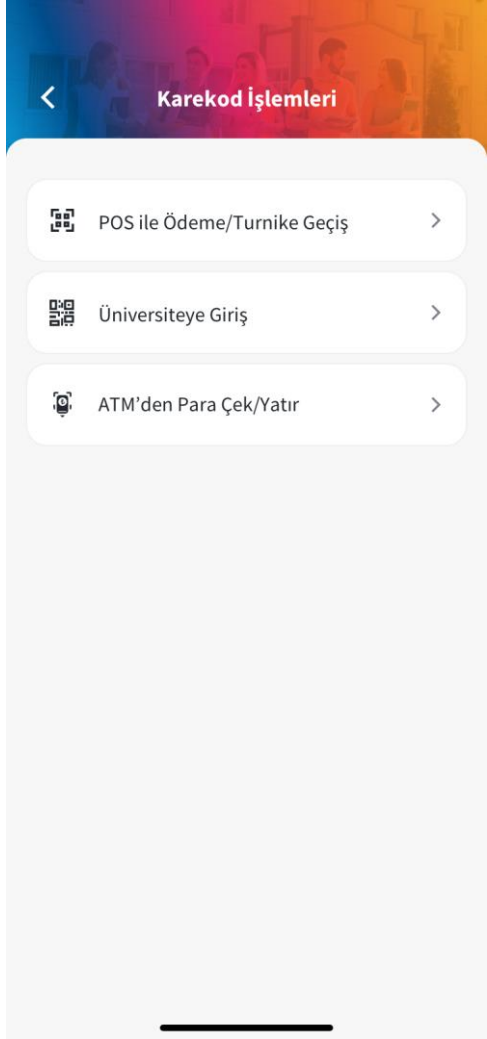 Karekod İşlemleri
POS ile Ödeme/Turnike Geçiş
Üniversiteye Giriş
ATM’den Para Çek/Yatır